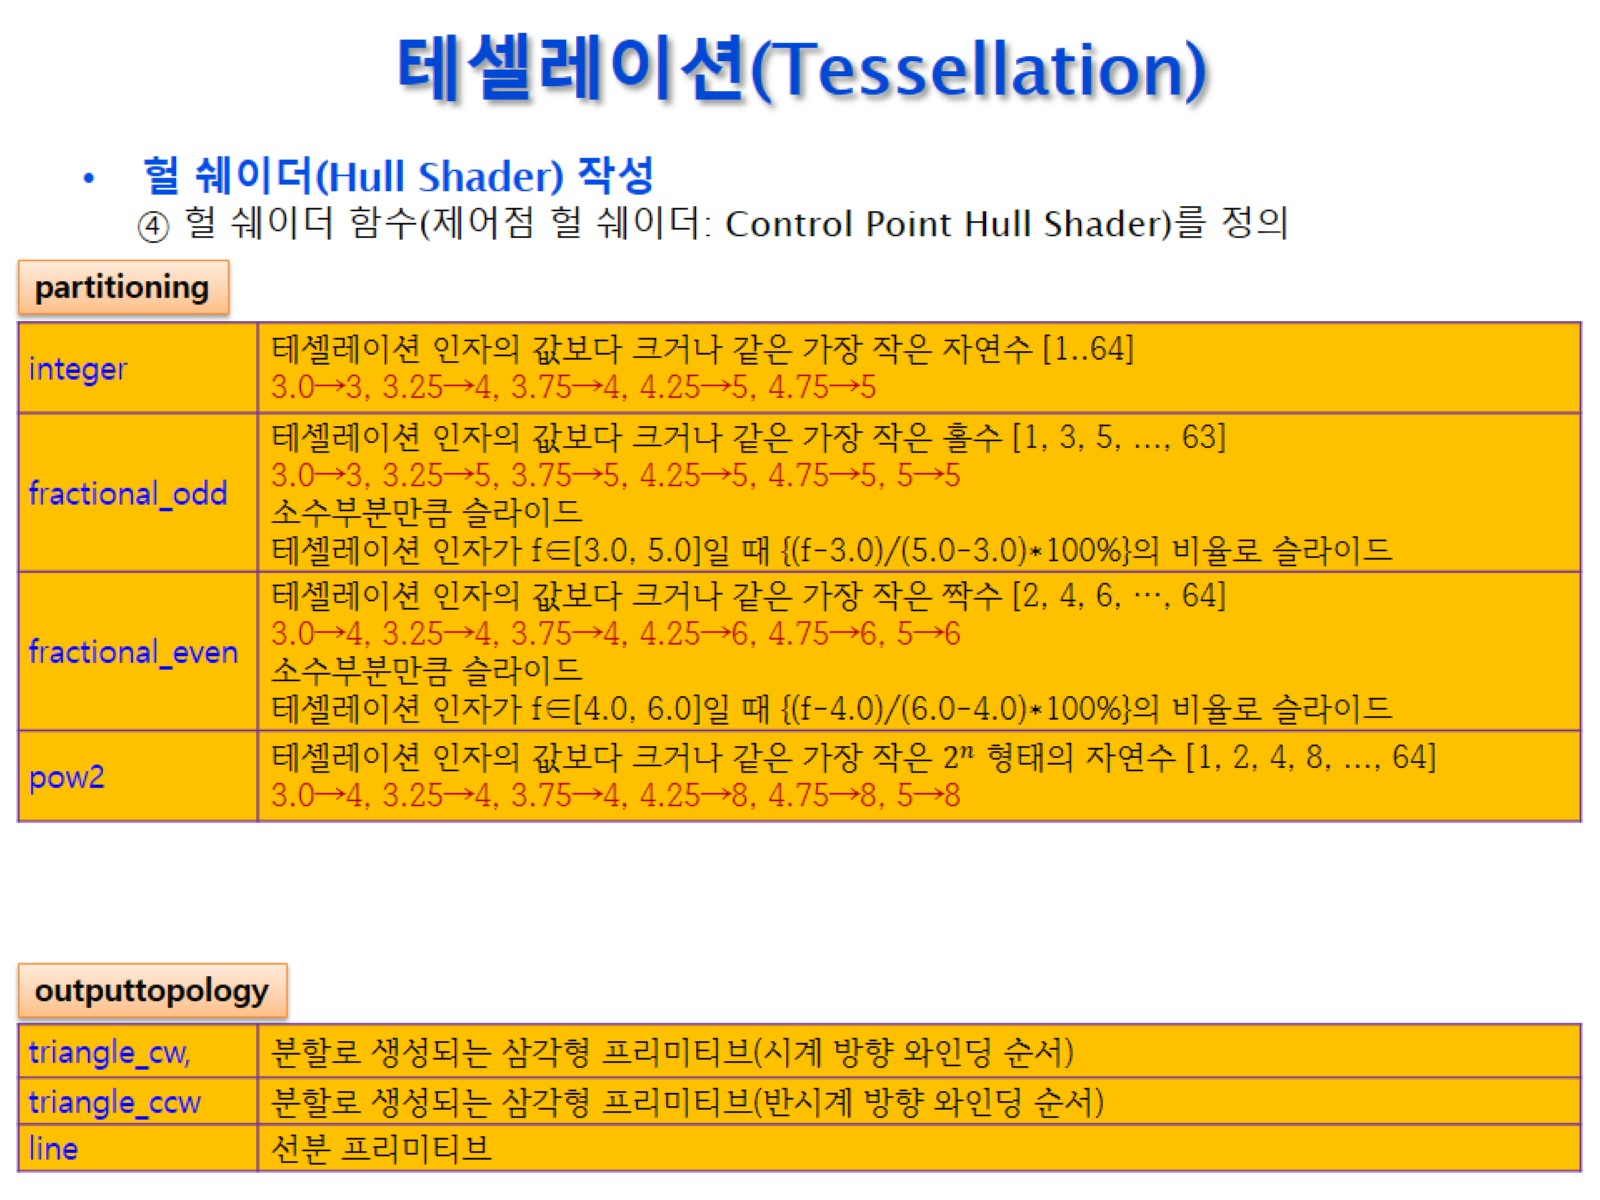 테셀레이션(Tessellation)
• 헐 쉐이더(Hull Shader) 작성
④ 헐 쉐이더 함수(제어점 헐 쉐이더: Control Point Hull Shader)를 정의
partitioning
integer
테셀레이션 인자의 값보다 크거나 같은 가장 작은 자연수 [1..64]
3.0→3, 3.25→4, 3.75→4, 4.25→5, 4.75→5
fractional_odd
테셀레이션 인자의 값보다 크거나 같은 가장 작은 홀수 [1, 3, 5, ..., 63]
3.0→3, 3.25→5, 3.75→5, 4.25→5, 4.75→5, 5→5
소수부분만큼 슬라이드
테셀레이션 인자가 f∈[3.0, 5.0]일 때 {(f-3.0)/(5.0-3.0)*100%}의 비율로 슬라이드
fractional_even
테셀레이션 인자의 값보다 크거나 같은 가장 작은 짝수 [2, 4, 6, …, 64]
3.0→4, 3.25→4, 3.75→4, 4.25→6, 4.75→6, 5→6
소수부분만큼 슬라이드
테셀레이션 인자가 f∈[4.0, 6.0]일 때 {(f-4.0)/(6.0-4.0)*100%}의 비율로 슬라이드
pow2
테셀레이션 인자의 값보다 크거나 같은 가장 작은 2ⁿ 형태의 자연수 [1, 2, 4, 8, ..., 64]
3.0→4, 3.25→4, 3.75→4, 4.25→8, 4.75→8, 5→8
outputtopology
triangle_cw,
분할로 생성되는 삼각형 프리미티브(시계 방향 와인딩 순서)
triangle_ccw
분할로 생성되는 삼각형 프리미티브(반시계 방향 와인딩 순서)
line
선분 프리미티브